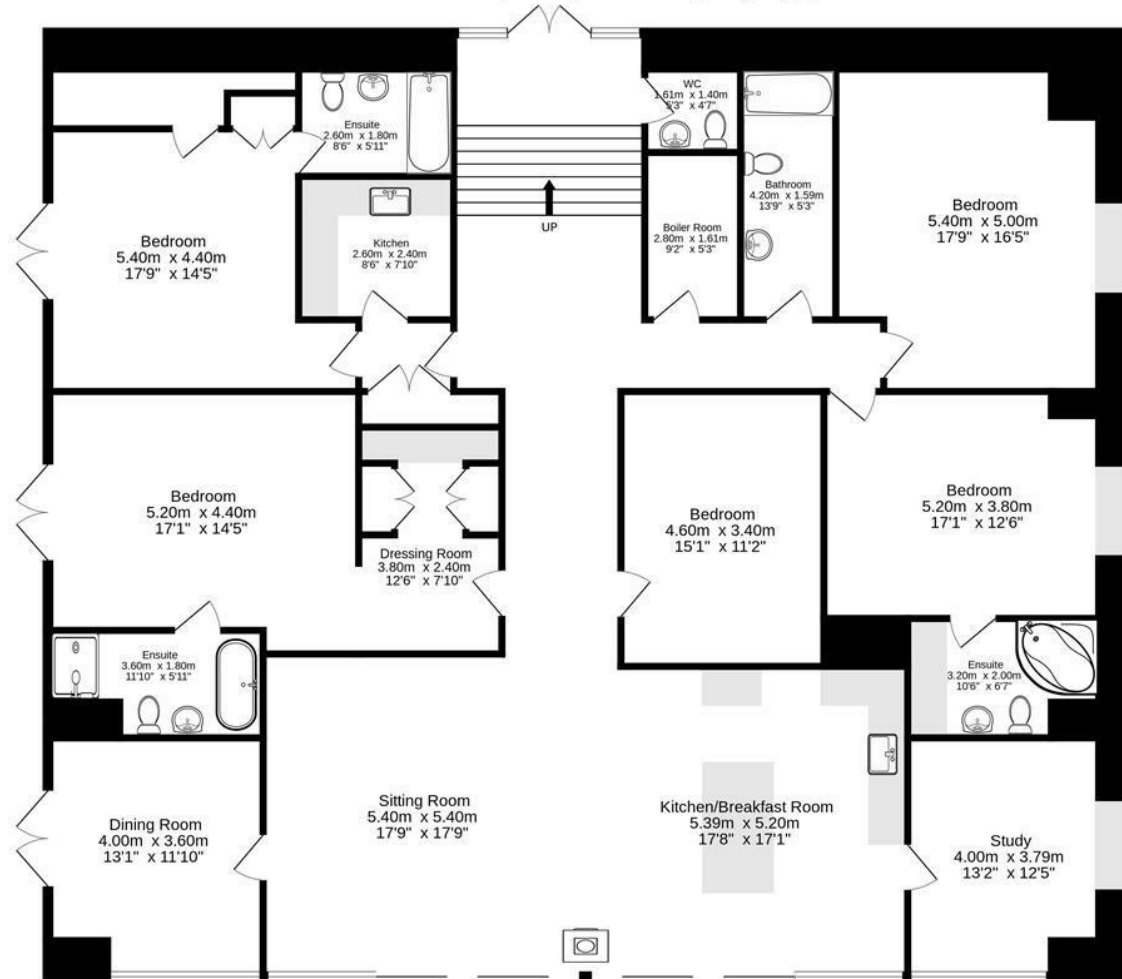 WC
1.61m x 1.40m
5'3" x 4'7"
Ensuite
2.60m x 1.80m
8'6" x 5'11"
Bathroom
4.20m x 1.59m
13'9" x 5'3"
Bedroom
5.40m x 5.00m
17'9" x 16'5"
UP
Boiler Room
2.80m x 1.61m
9'2" x 5'3"
Bedroom
5.40m x 4.40m
17'9" x 14'5"
Kitchen
2.60m x 2.40m
8'6" x 7'10"
Bedroom
5.20m x 4.40m
17'1" x 14'5"
Dressing Room
3.80m x 2.40m
12'6" x 7'10"
Bedroom
4.60m x 3.40m
15'1" x 11'2"
Bedroom
5.20m x 3.80m
17'1" x 12'6"
Ensuite
3.60m x 1.80m
11'10" x 5'11"
Ensuite
3.20m x 2.00m
10'6" x 6'7"
Dining Room
4.00m x 3.60m
13'1" x 11'10"
Sitting Room
5.40m x 5.40m
17'9" x 17'9"
Kitchen/Breakfast Room
5.39m x 5.20m
17'8" x 17'1"
Study
4.00m x 3.79m
13'2" x 12'5"